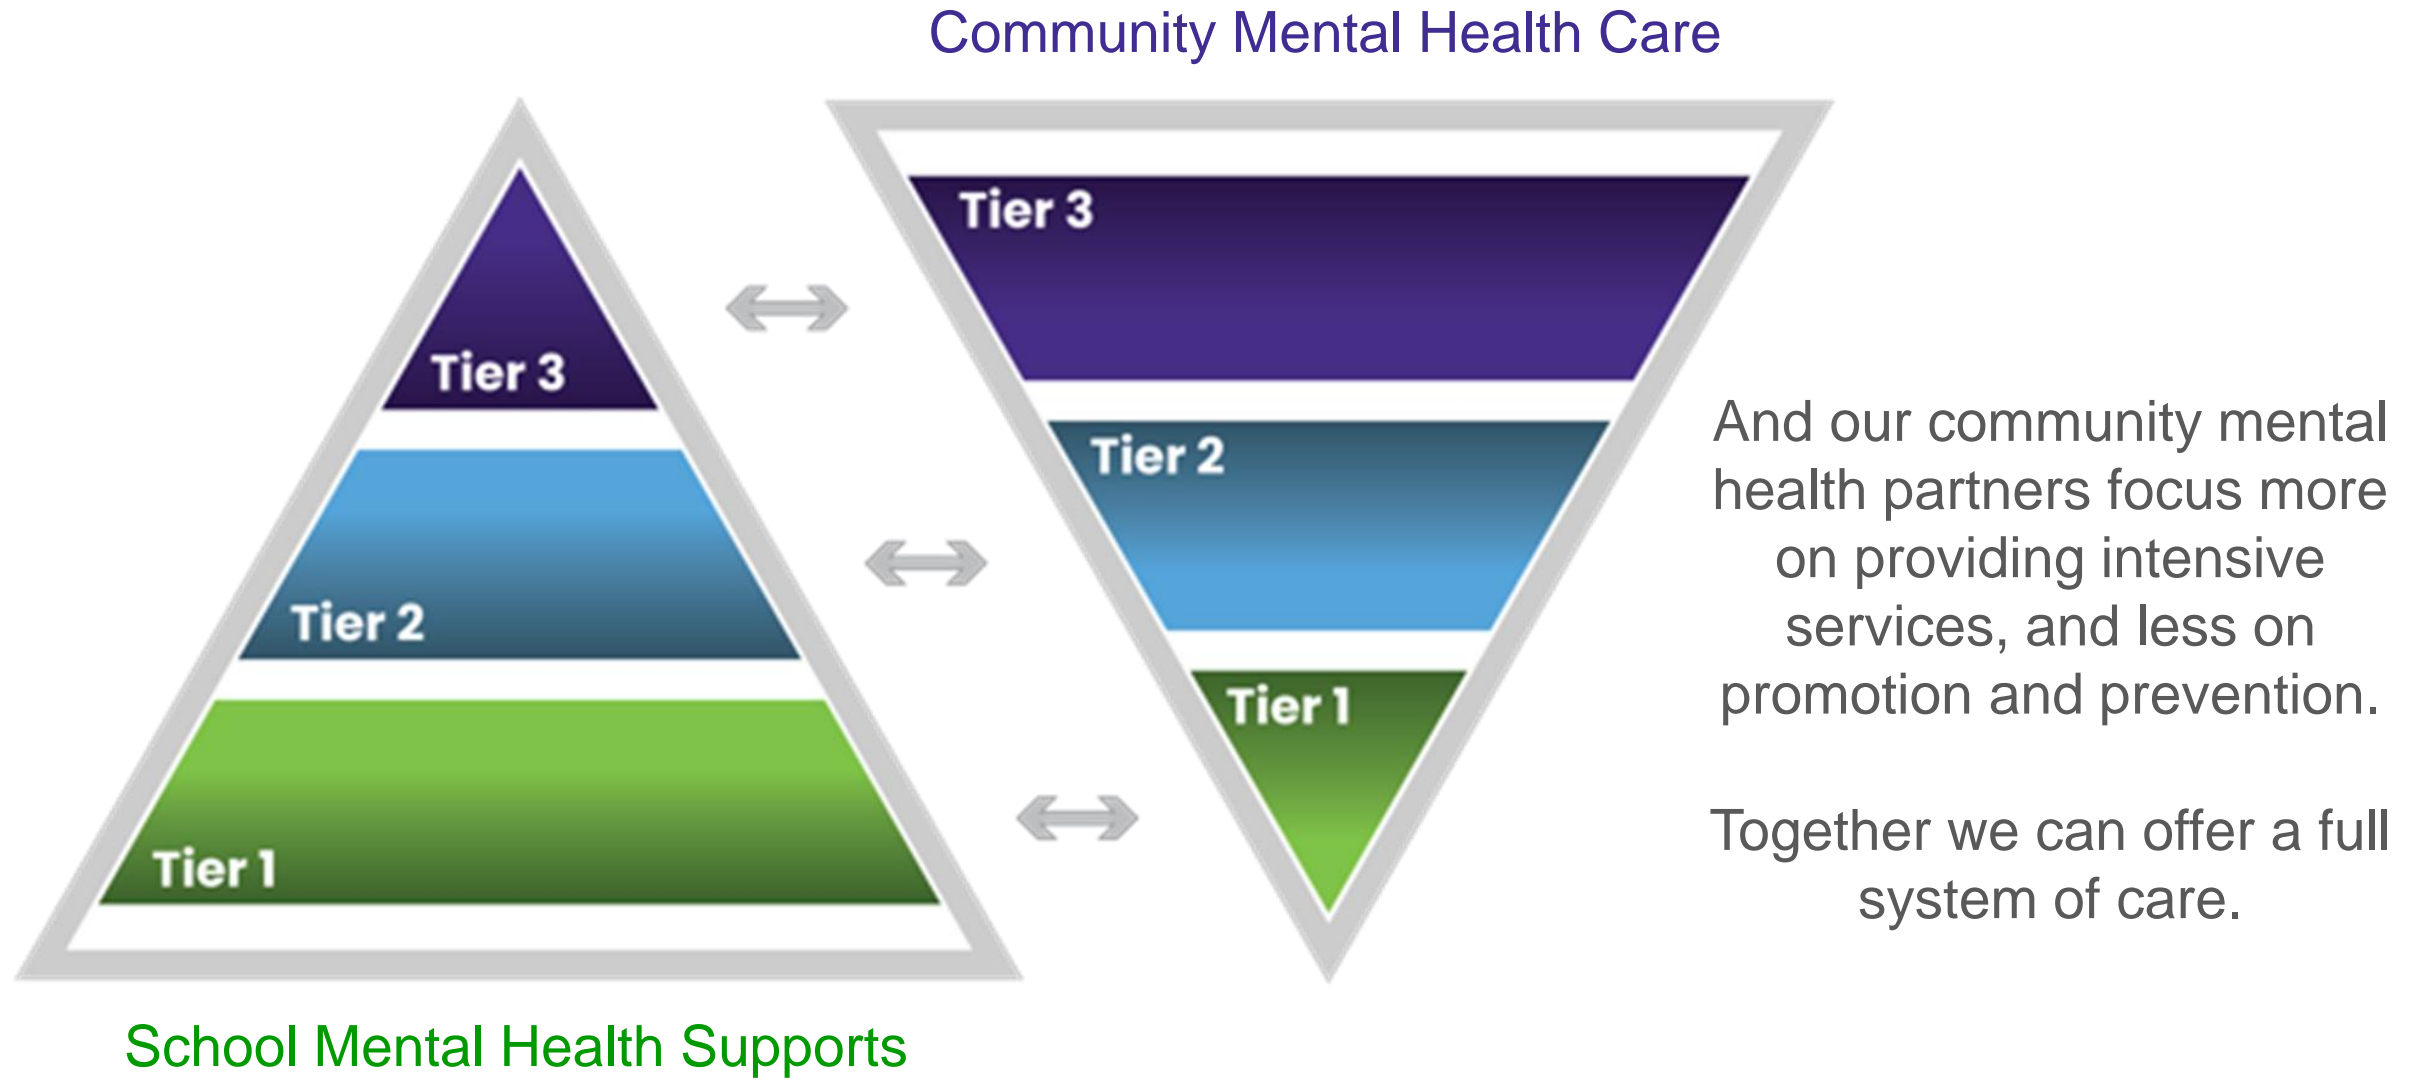 Community Mental Health Care
Tier 3
Tier 2
Tier 1
Tier 3
Tier 2
Tier 1
And our community mental
health partners focus more
on providing intensive
services, and less on
promotion and prevention.
Together we can offer a full
system of care.
School Mental Health Supports